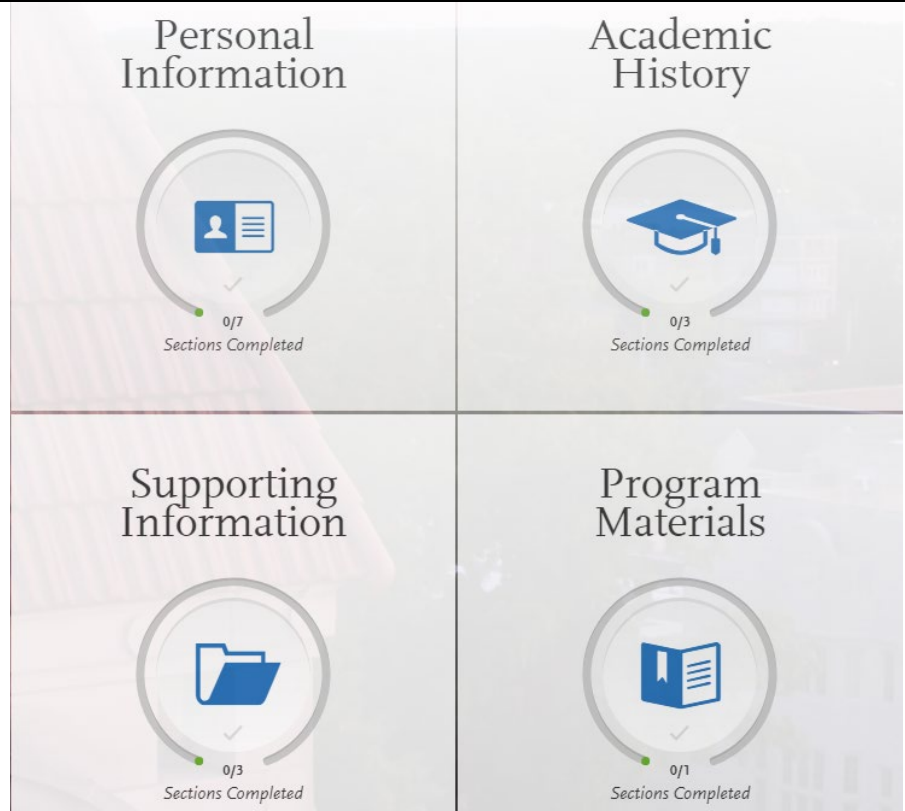 Personal
Information
0/7
Sections Completed
Academic
History
0/3
Sections Completed
Supporting
Information
0/3
Sections Completed
Program
Materials
0/1
Sections Completed